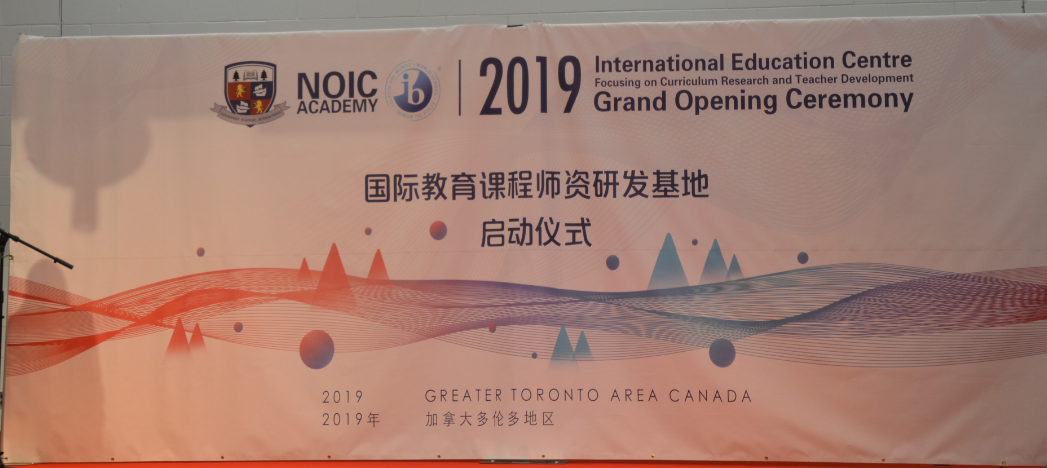 NOIC
ACADEMY
ib
2019
International Education Centre
Focusing on Curriculum Research and Teacher Development
Grand Opening Ceremony
国际教育课程师资研发基地
启动仪式
2019 GREATER TORONTO AREA CANADA
2019年 加拿大多伦多地区